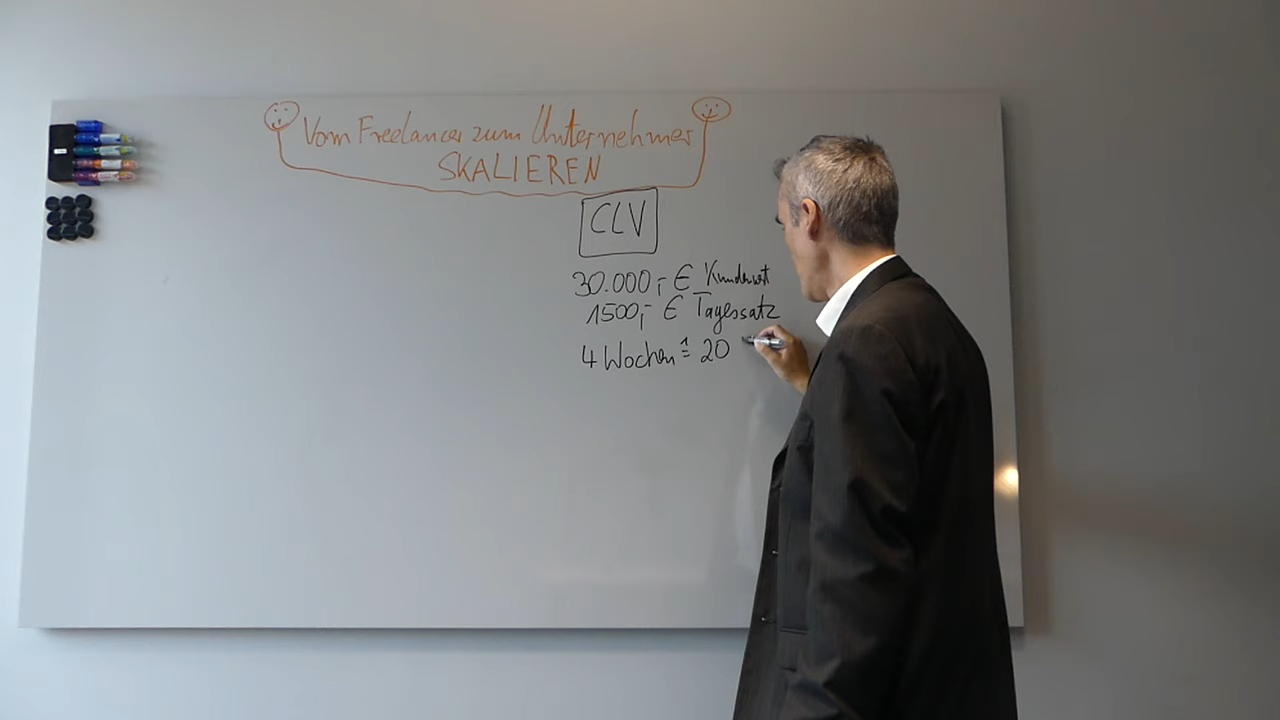 Vom Freelancer zum Unternehmer
SKALIEREN
CLV
30.000,- € Kundenwert
1500,- € Tagessatz
4 Wochen ≙ 20